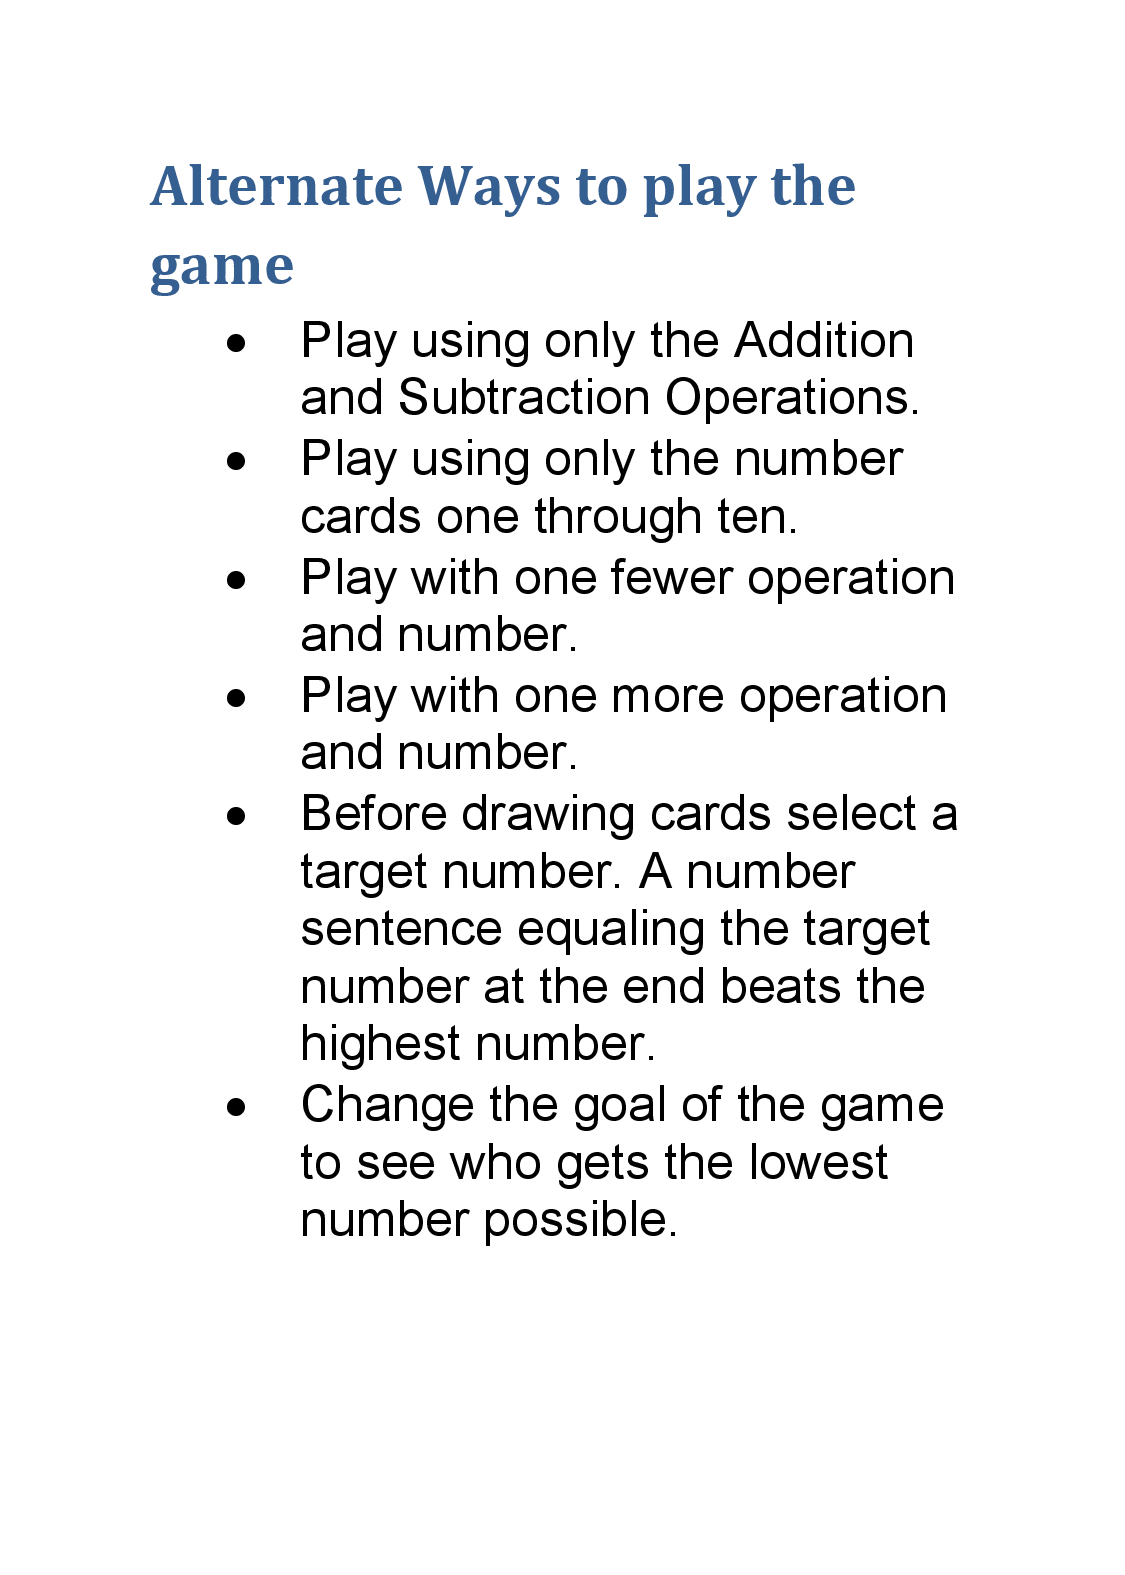 Alternate Ways to play the
game
● Play using only the Addition
and Subtraction Operations.
● Play using only the number
cards one through ten.
● Play with one fewer operation
and number.
● Play with one more operation
and number.
● Before drawing cards select a
target number. A number
sentence equaling the target
number at the end beats the
highest number.
● Change the goal of the game
to see who gets the lowest
number possible.